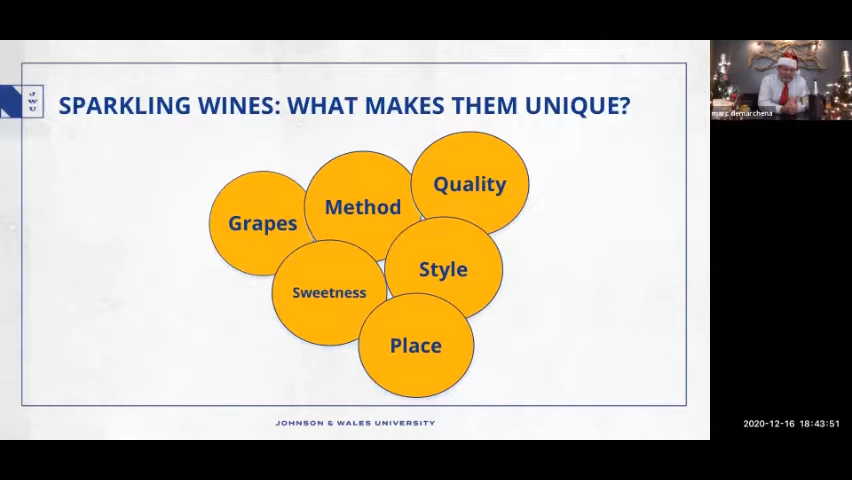 JWU
SPARKLING WINES: WHAT MAKES THEM UNIQUE?
Quality
Method
Grapes
Style
Sweetness
Place
JOHNSON & WALES UNIVERSITY
marc demarchena
2020-12-16 18:43:51